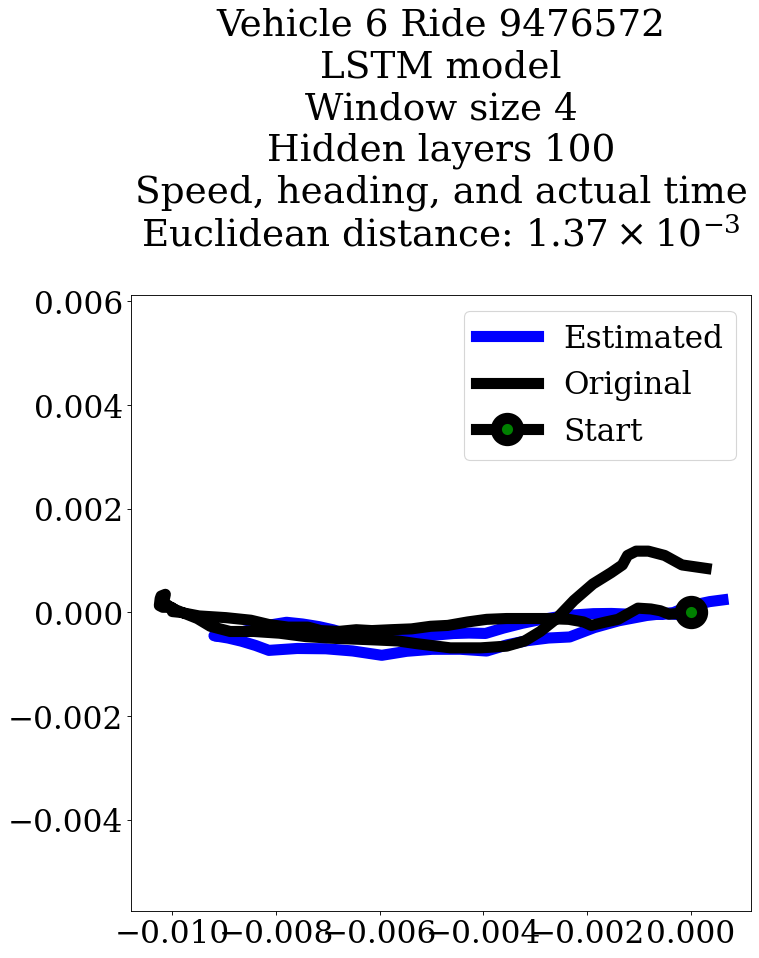 Vehicle 6 Ride 9476572
LSTM model
Window size 4
Hidden layers 100
Speed, heading, and actual time
Euclidean distance: 1.37 × 10⁻³
0.006
Estimated
Original
0.004
Start
0.002
0.000
−0.002
−0.004
−0.010 −0.008 −0.006 −0.004 −0.002 0.000